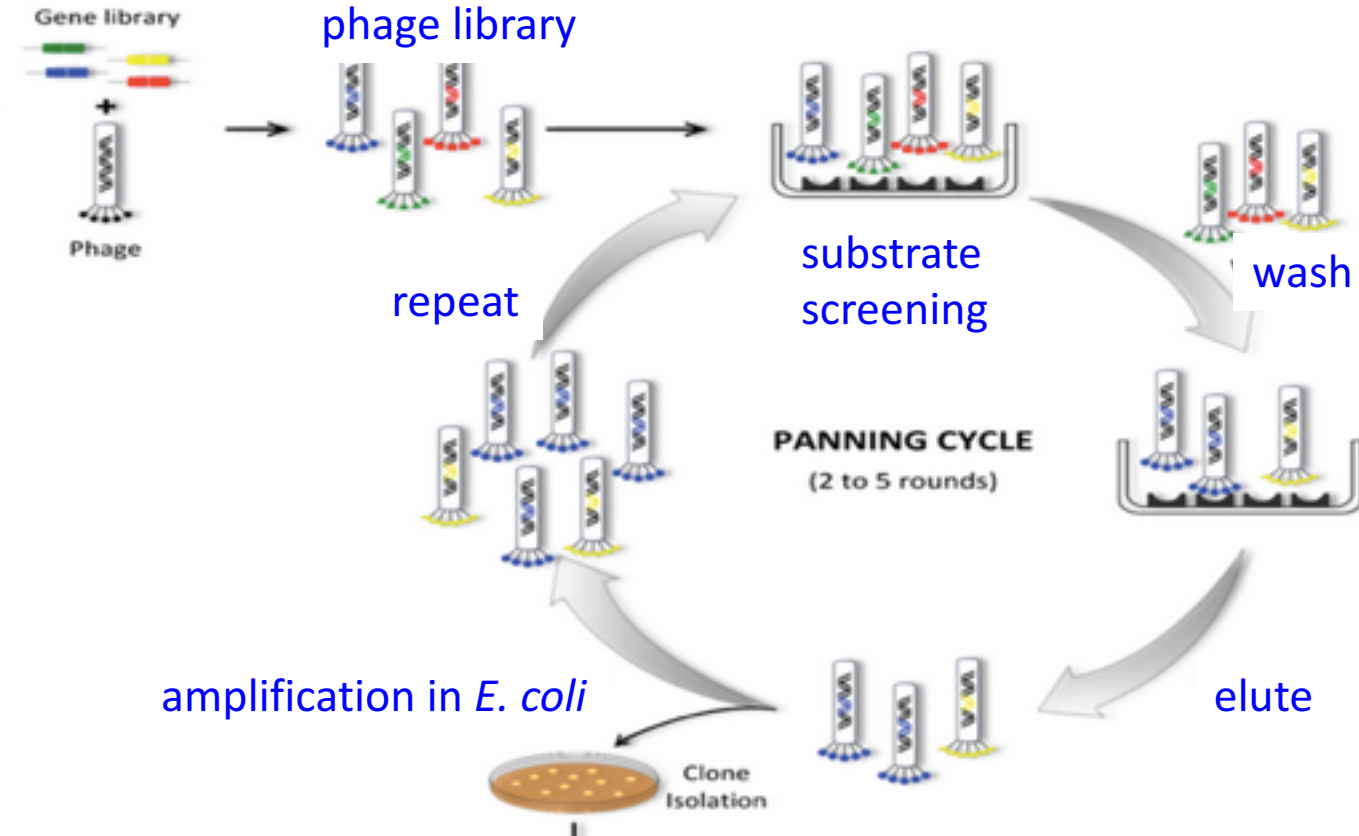 Gene library
+
Phage
phage library
substrate
screening
wash
repeat
PANNING CYCLE
(2 to 5 rounds)
elute
amplification in E. coli
Clone
Isolation